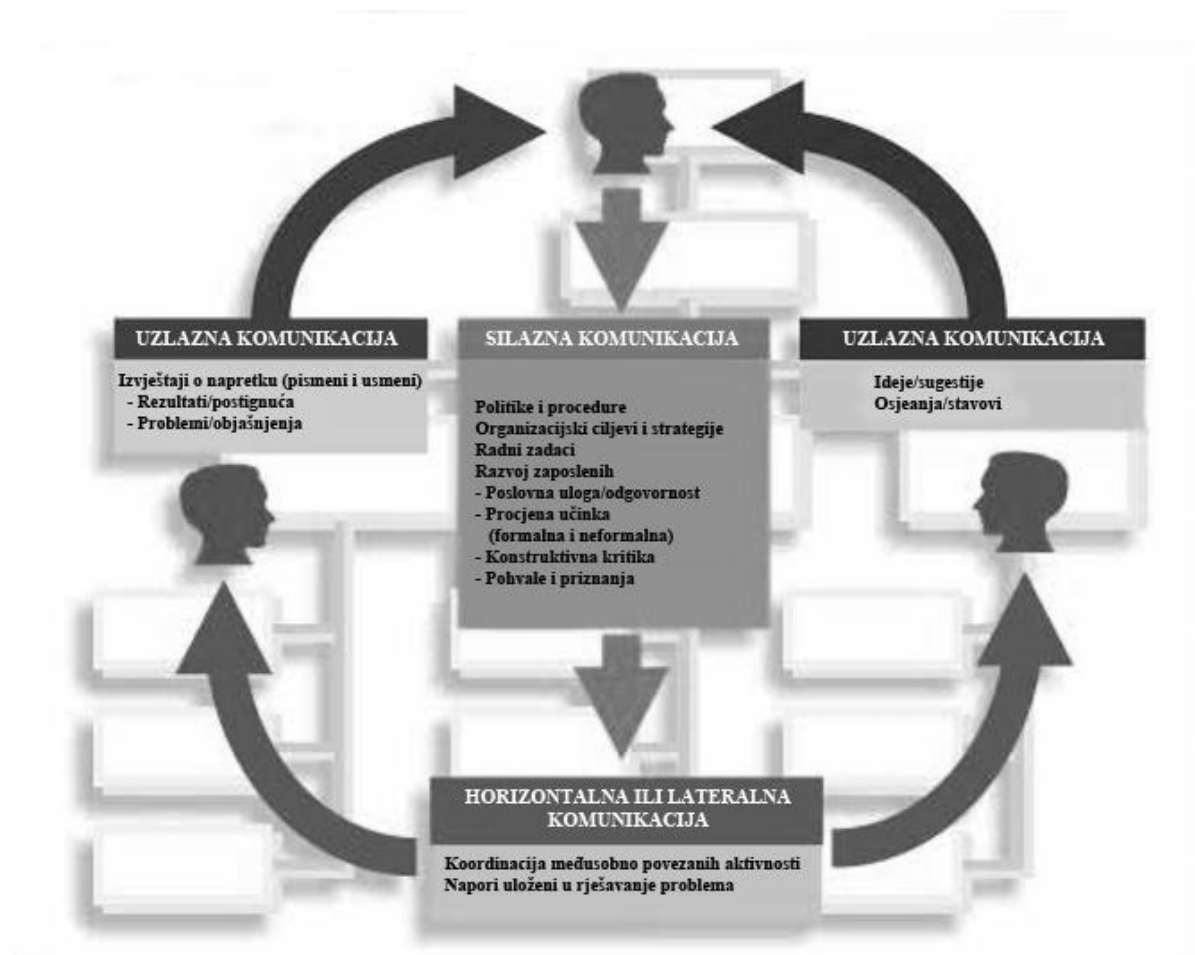 UZLAZNA KOMUNIKACIJA
Izvještaji o napretku (pismeni i usmeni)
- Rezultati/postignuća
- Problemi/objašnjenja
SILAZNA KOMUNIKACIJA
Politike i procedure
Organizacijski ciljevi i strategije
Radni zadaci
Razvoj zaposlenih
- Poslovna uloga/odgovornost
- Procjena učinka
(formalna i neformalna)
- Konstruktivna kritika
- Pohvale i priznanja
UZLAZNA KOMUNIKACIJA
Ideje/sugestije
Osjeanja/stavovi
HORIZONTALNA ILI LATERALNA
KOMUNIKACIJA
Koordinacija međusobno povezanih aktivnosti
Napori uloženi u rješavanje problema